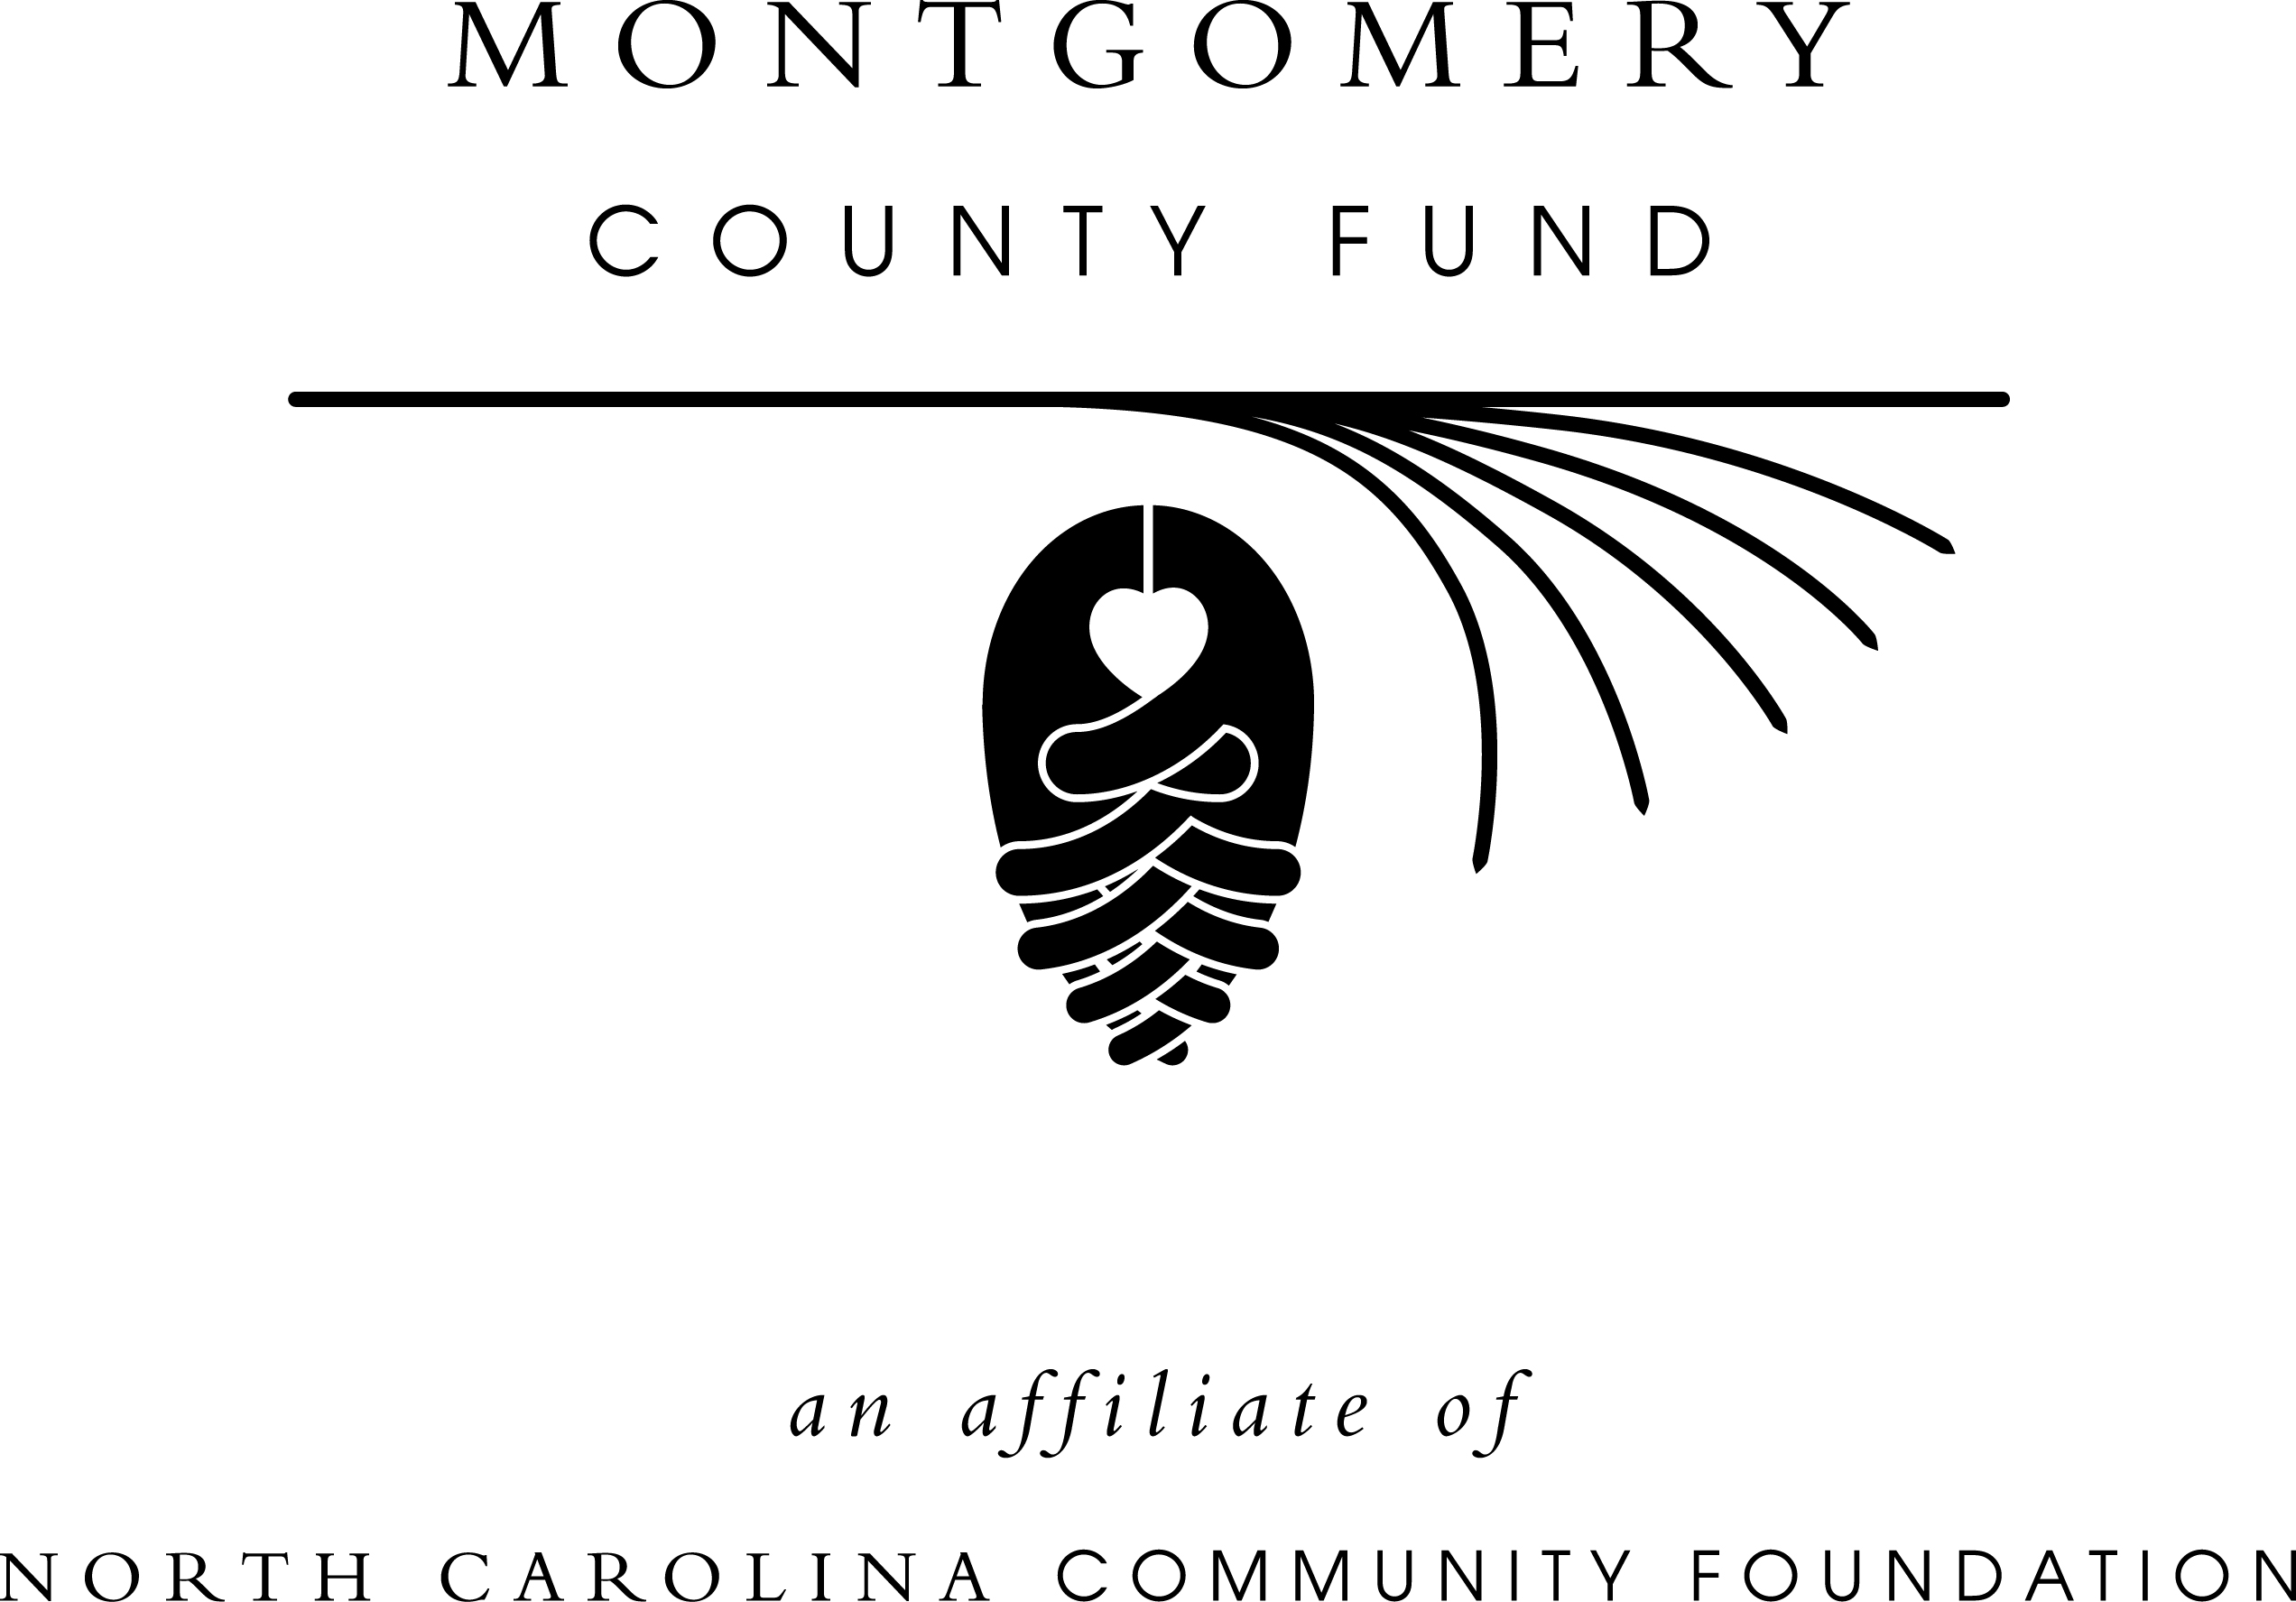 MONTGOMERY
COUNTY FUND
an affiliate of
NORTH CAROLINA COMMUNITY FOUNDATION